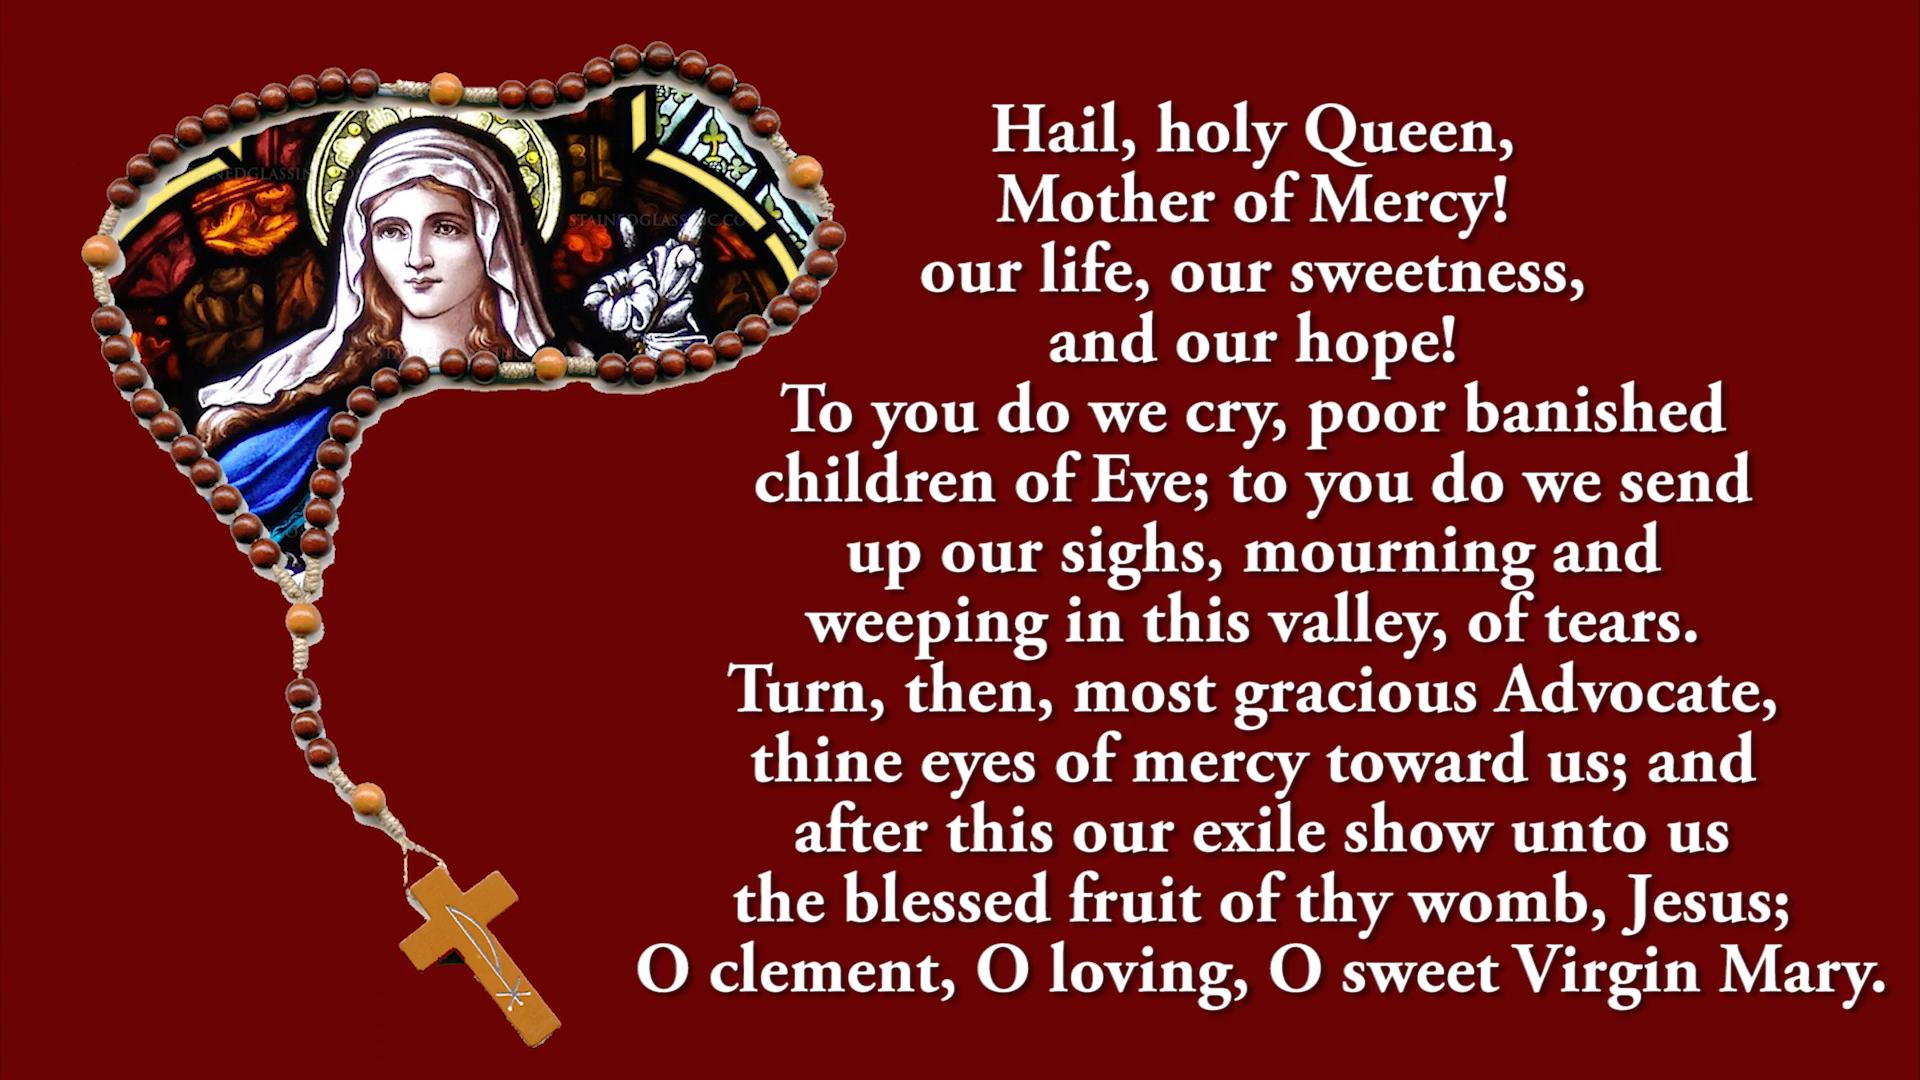 Hail, holy Queen,
Mother of Mercy!
our life, our sweetness,
and our hope!
To you do we cry, poor banished
children of Eve; to you do we send
up our sighs, mourning and
weeping in this valley, of tears.
Turn, then, most gracious Advocate,
thine eyes of mercy toward us; and
after this our exile show unto us
the blessed fruit of thy womb, Jesus;
O clement, O loving, O sweet Virgin Mary.